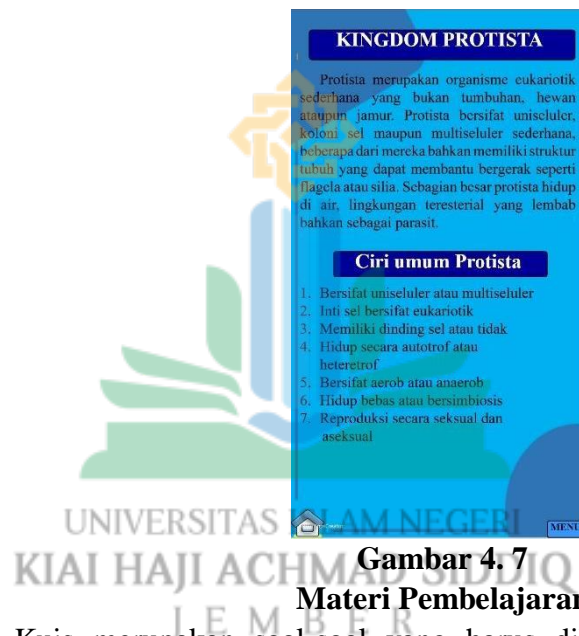 KINGDOM PROTISTA
Protista merupakan organisme eukariotik
sederhana yang bukan tumbuhan, hewan
ataupun jamur. Protista bersifat uniseluler,
koloni sel maupun multiseluler sederhana,
beberapa dari mereka bahkan memiliki struktur
tubuh yang dapat membantu bergerak seperti
flagela atau silia. Sebagian besar protista hidup
di air, lingkungan teresterial yang lembab
bahkan sebagai parasit.
Ciri umum Protista
1. Bersifat uniseluler atau multiseluler
2. Inti sel bersifat eukariotik
3. Memiliki dinding sel atau tidak
4. Hidup secara autotrof atau
heteretrof
5. Bersifat aerob atau anaerob
6. Hidup bebas atau bersimbiosis
7. Reproduksi secara seksual dan
aseksual
MENU
UNIVERSITAS ISLAM NEGERI
KIAI HAJI ACHMAD SIDDIQ
JEMBER
Gambar 4. 7
Materi Pembelajaran
Kuis merupakan soal-soal yang harus di